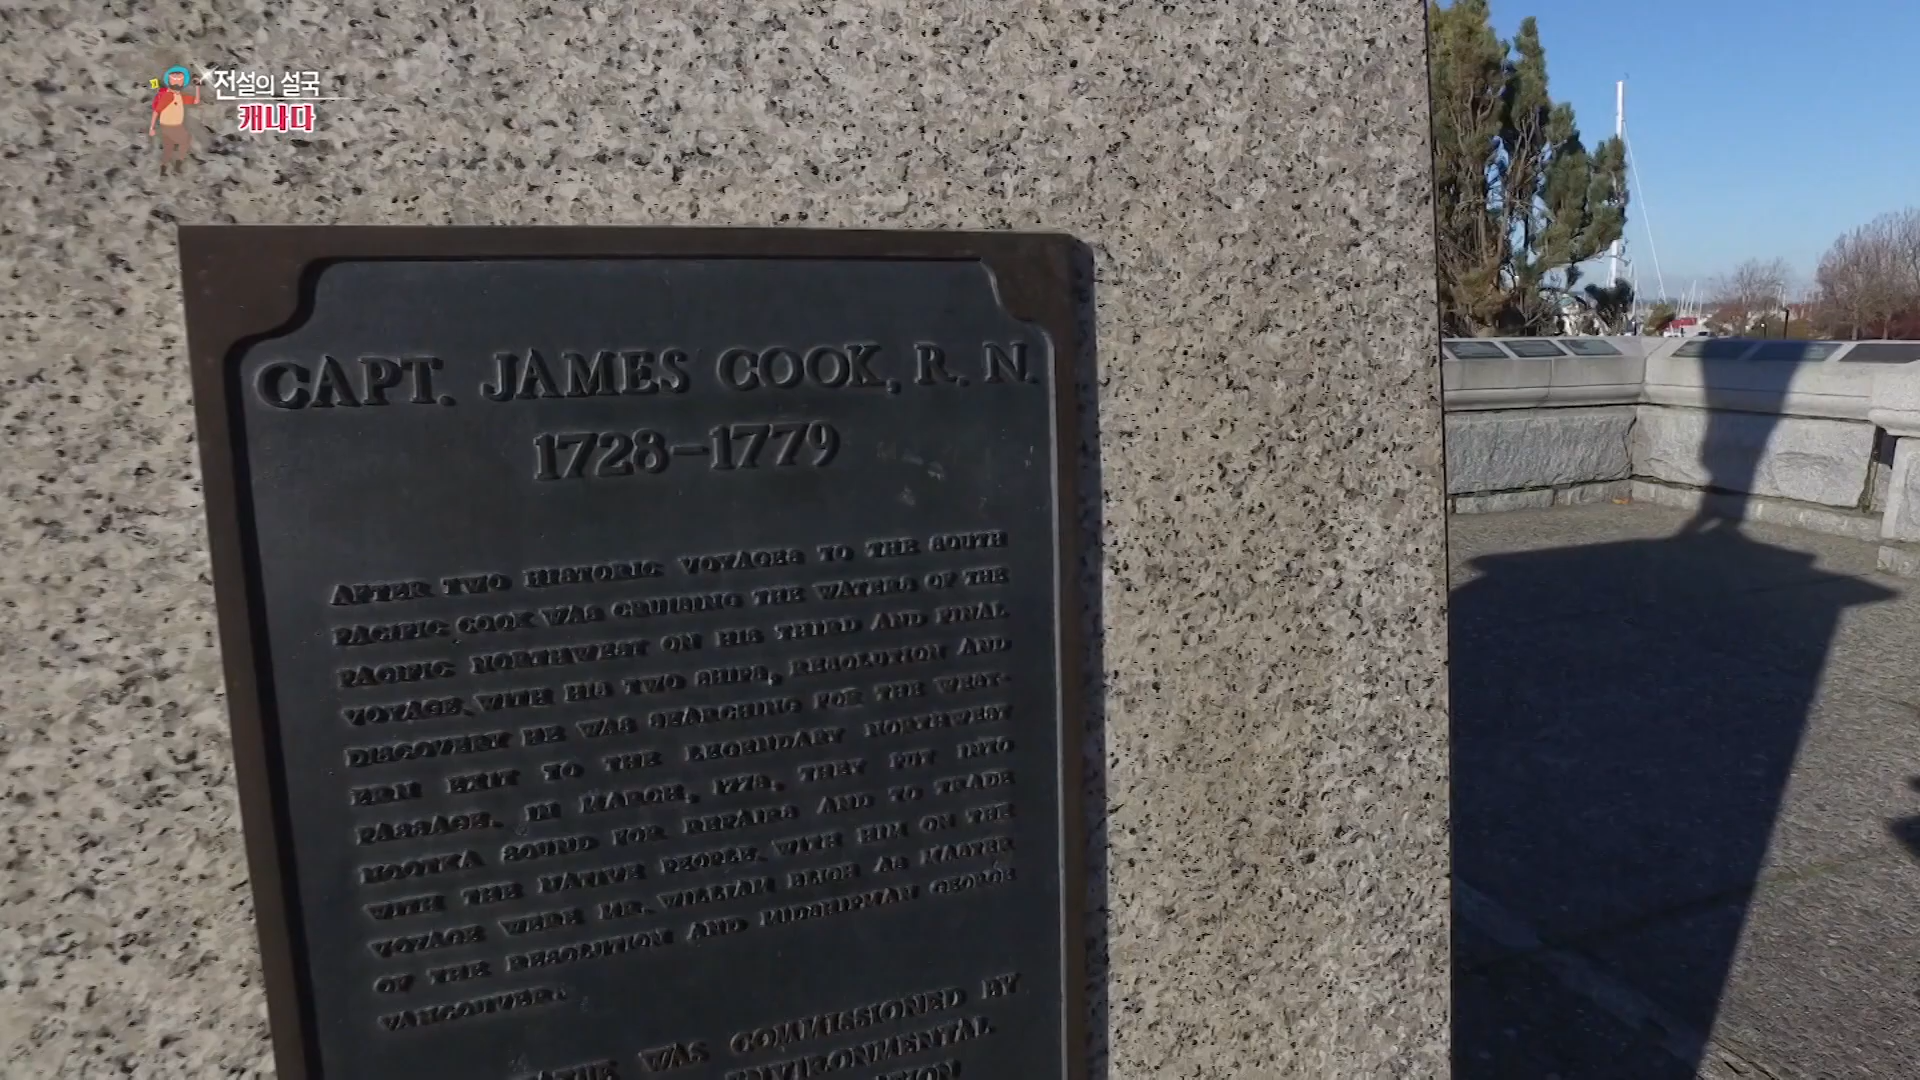 전설의 설국
캐나다
CAPT. JAMES COOK, R. N.
1728-1779
AFTER TWO HISTORIC VOYAGES TO THE SOUTH
PACIFIC COOK WAS CRUISING THE WATERS OF THE
PACIFIC NORTHWEST ON HIS THIRD AND FINAL
VOYAGE. WITH HIS TWO SHIPS, RESOLUTION AND
DISCOVERY HE WAS SEARCHING FOR THE WEST-
ERN EXIT TO THE LEGENDARY NORTHWEST
PASSAGE. IN MARCH, 1778, THEY PUT INTO
NOOTKA SOUND FOR REPAIRS AND TO TRADE
WITH THE NATIVE PEOPLE. WITH HIM ON THE
VOYAGE WERE MR. WILLIAM BLIGH AS MASTER
OF THE RESOLUTION AND MIDSHIPMAN GEORGE
VANCOUVER.
WAS COMMISSIONED BY
ENVIRONMENTAL